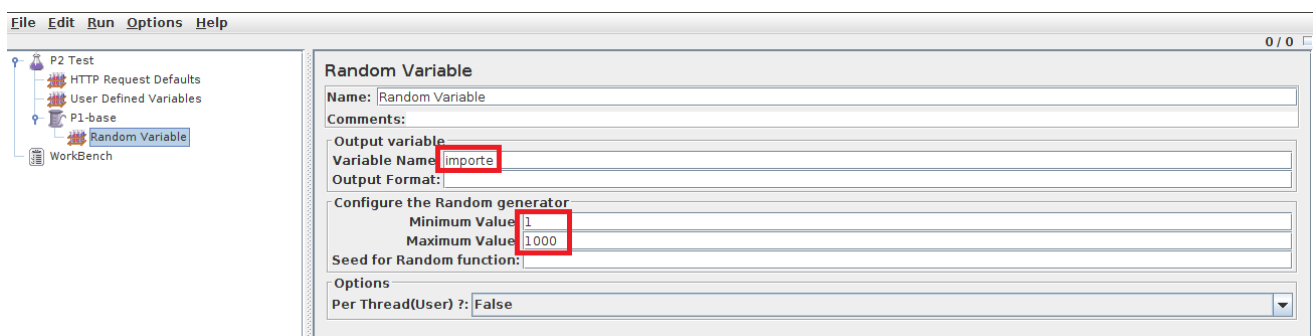 File Edit Run Options Help
0 / 0
P2 Test
HTTP Request Defaults
User Defined Variables
P1-base
Random Variable
WorkBench
Random Variable
Name: Random Variable
Comments:
Output variable
Variable Name importe
Output Format:
Configure the Random generator
Minimum Value 1
Maximum Value 1000
Seed for Random function:
Options
Per Thread(User) ?: False